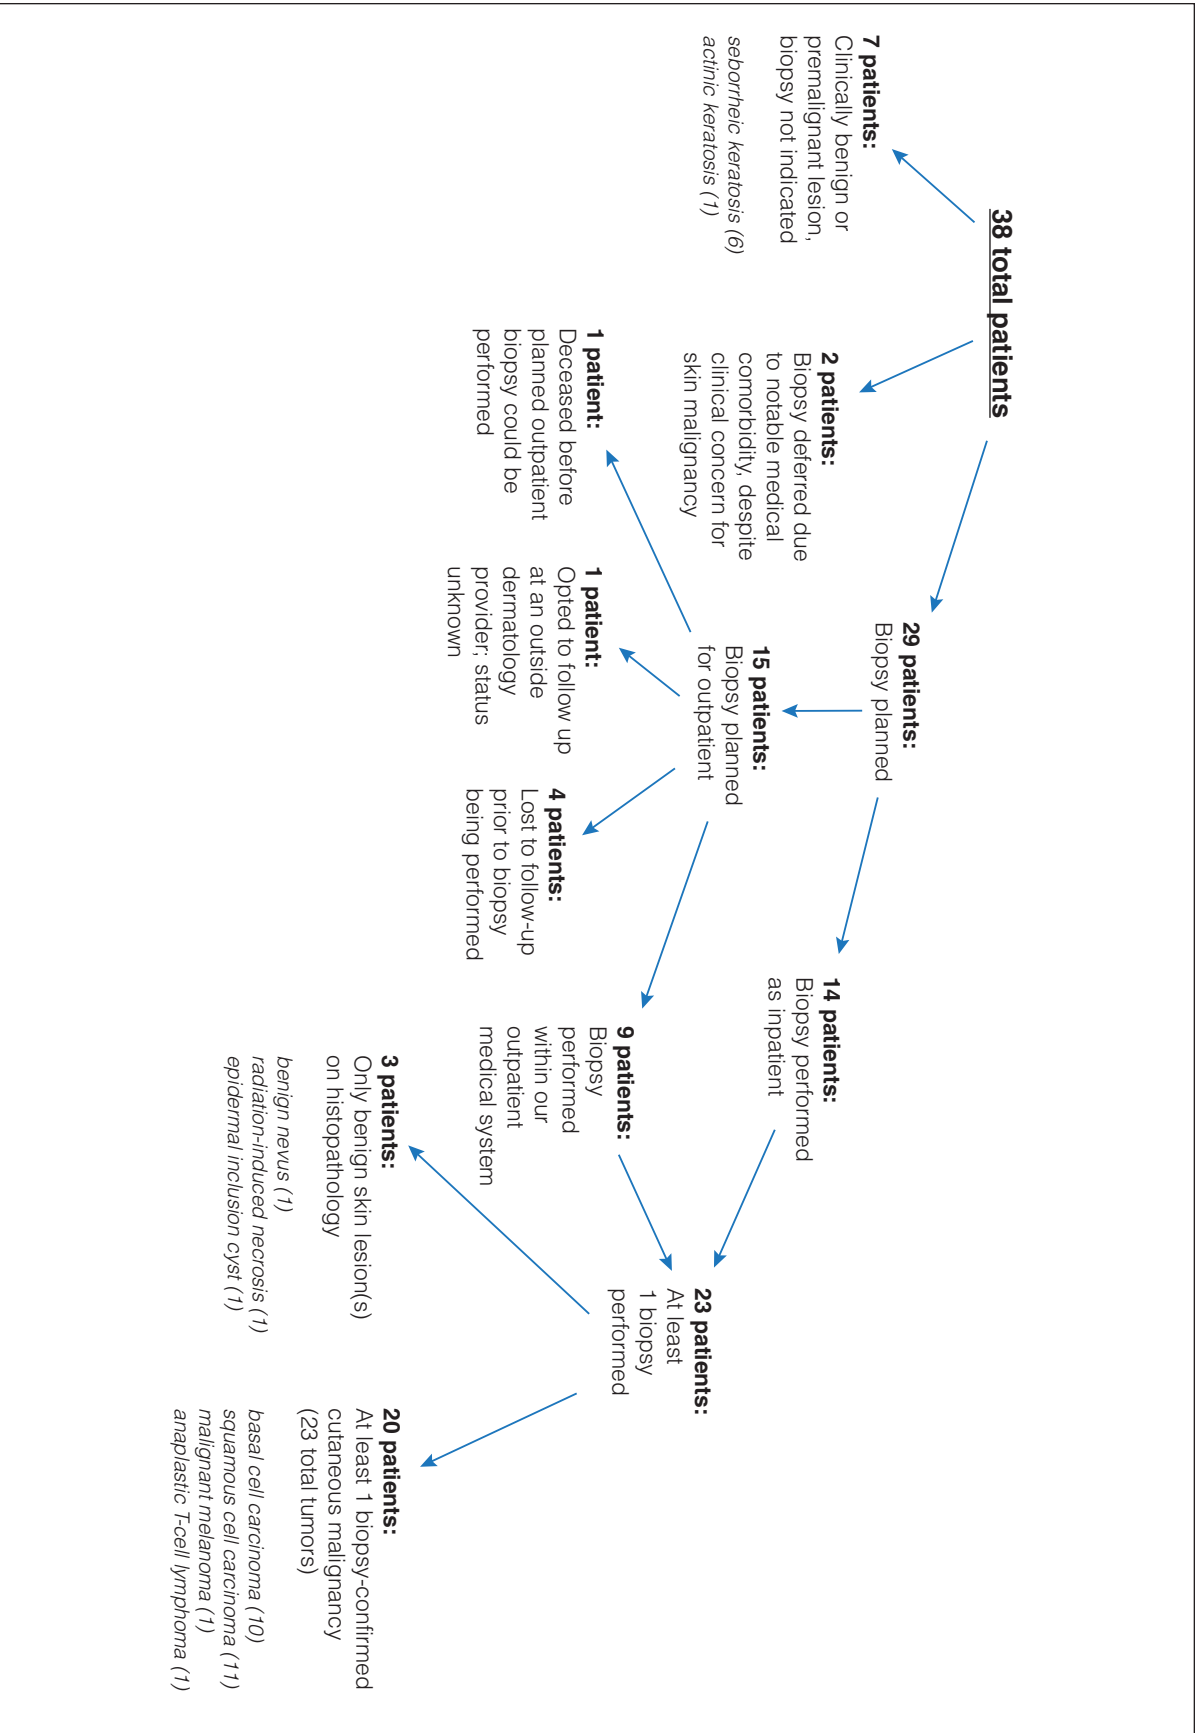 38 total patients
7 patients:
Clinically benign or
premalignant lesion,
biopsy not indicated
seborrheic keratosis (6)
actinic keratosis (1)
2 patients:
Biopsy deferred due
to notable medical
comorbidity, despite
clinical concern for
skin malignancy
29 patients:
Biopsy planned
15 patients:
Biopsy planned
for outpatient
14 patients:
Biopsy performed
as inpatient
1 patient:
Deceased before
planned outpatient
biopsy could be
performed
1 patient:
Opted to follow up
at an outside
dermatology
provider; status
unknown
4 patients:
Lost to follow-up
prior to biopsy
being performed
9 patients:
Biopsy
performed
within our
outpatient
medical system
23 patients:
At least
1 biopsy
performed
3 patients:
Only benign skin lesion(s)
on histopathology
benign nevus (1)
radiation-induced necrosis (1)
epidermal inclusion cyst (1)
20 patients:
At least 1 biopsy-confirmed
cutaneous malignancy
(23 total tumors)
basal cell carcinoma (10)
squamous cell carcinoma (11)
malignant melanoma (1)
anaplastic T-cell lymphoma (1)